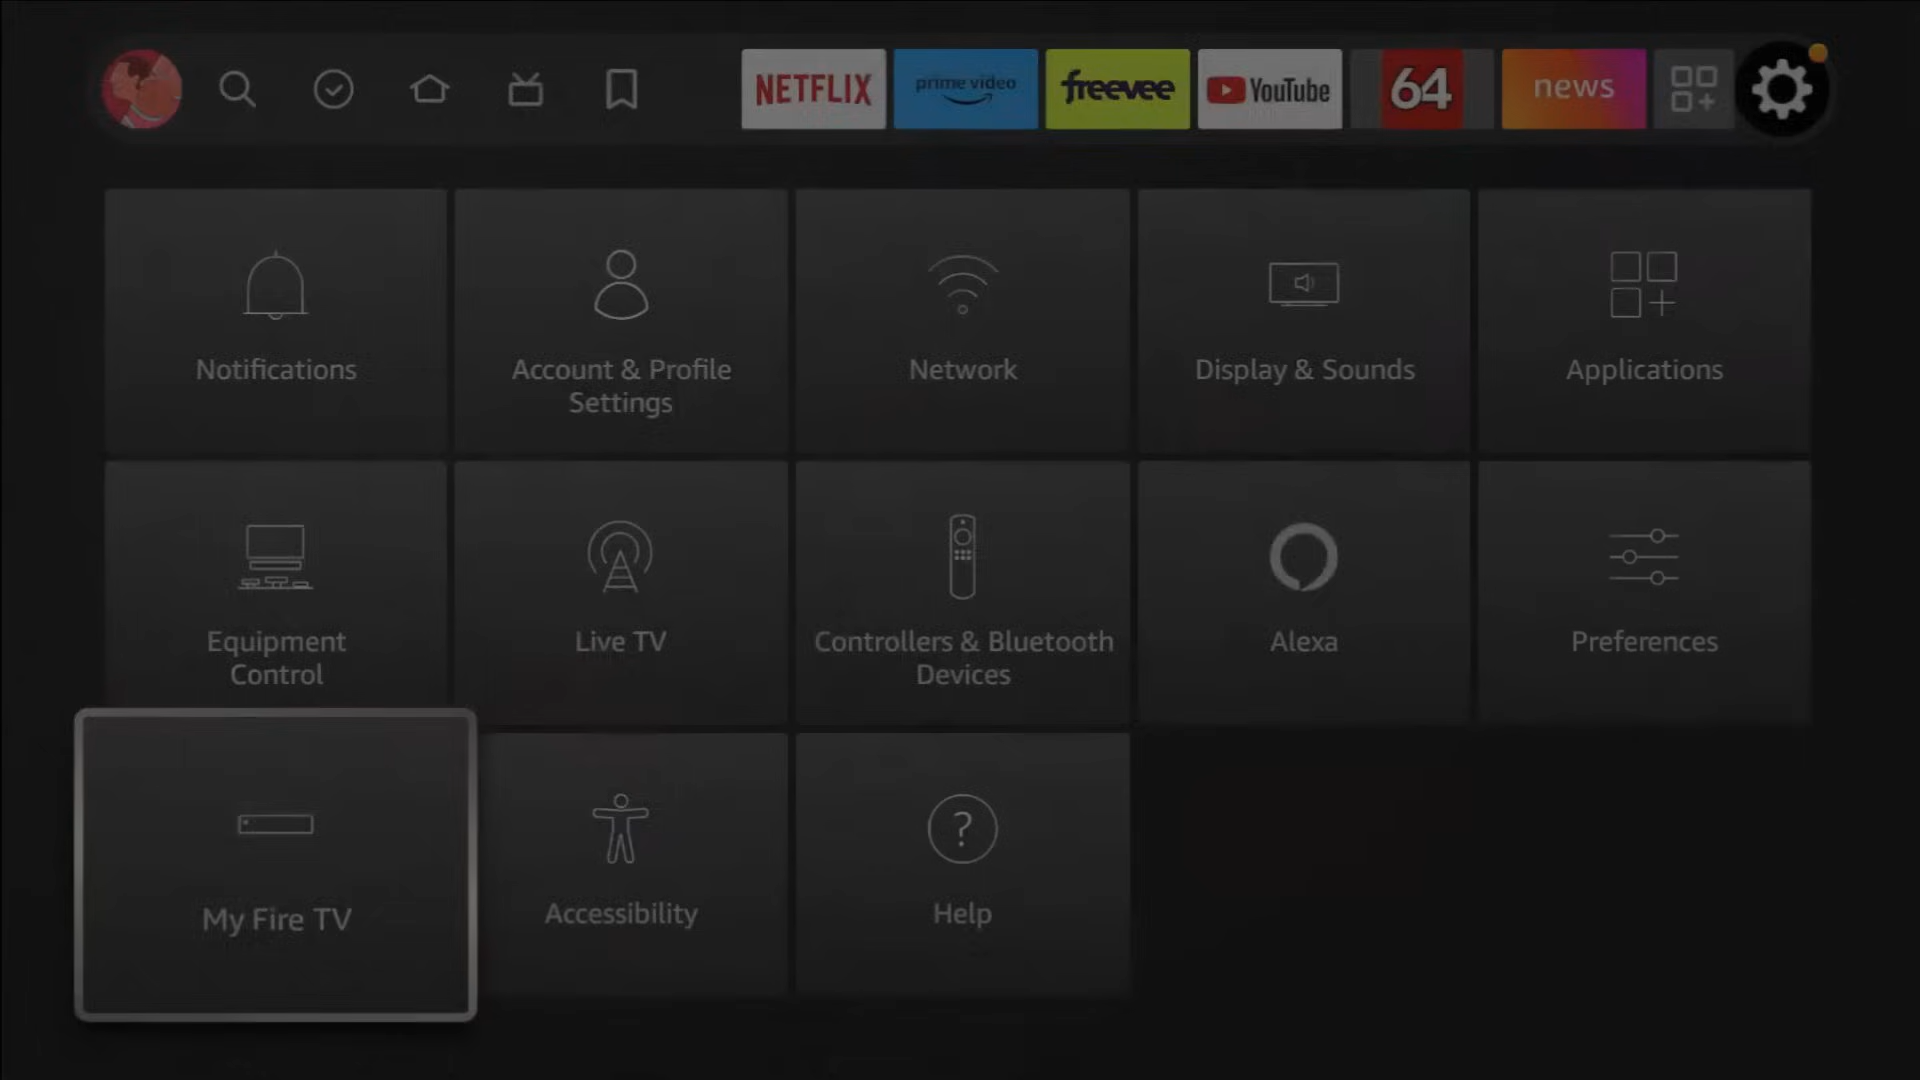 NETFLIX
prime video
freevee
YouTube
64
news
Notifications
Account & Profile
Settings
Network
Display & Sounds
Applications
Equipment
Control
Live TV
Controllers & Bluetooth
Devices
Alexa
Preferences
My Fire TV
Accessibility
?
Help